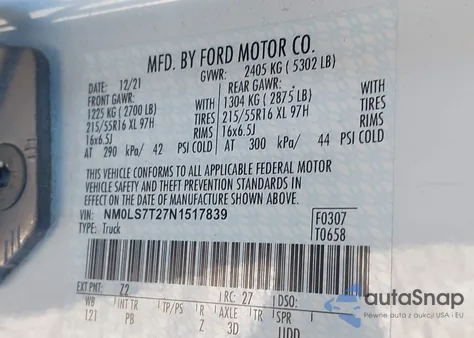 MFD. BY FORD MOTOR CO.
DATE: 12/21 GVWR: 2405 KG ( 5302 LB)
FRONT GAWR: REAR GAWR:
1225 KG ( 2700 LB) WITH 1304 KG ( 2875 LB) WITH
215/55R16 XL 97H TIRES 215/55R16 XL 97H TIRES
16x6.5J RIMS 16x6.5J RIMS
AT 290 kPa/ 42 PSI COLD AT 300 kPa/ 44 PSI COLD
THIS VEHICLE CONFORMS TO ALL APPLICABLE FEDERAL MOTOR
VEHICLE SAFETY AND THEFT PREVENTION STANDARDS IN
EFFECT ON THE DATE OF MANUFACTURE SHOWN ABOVE.
VIN: NM0LS7T27N1517839 F0307
TYPE: Truck T0658
EXT PNT: Z2 RC: 27 DSO:
WB INT TR TP/PS R AXLE TR SPR
121 PB Z 3D UDD
autoSnap
Pewne auta z aukcji USA i EU